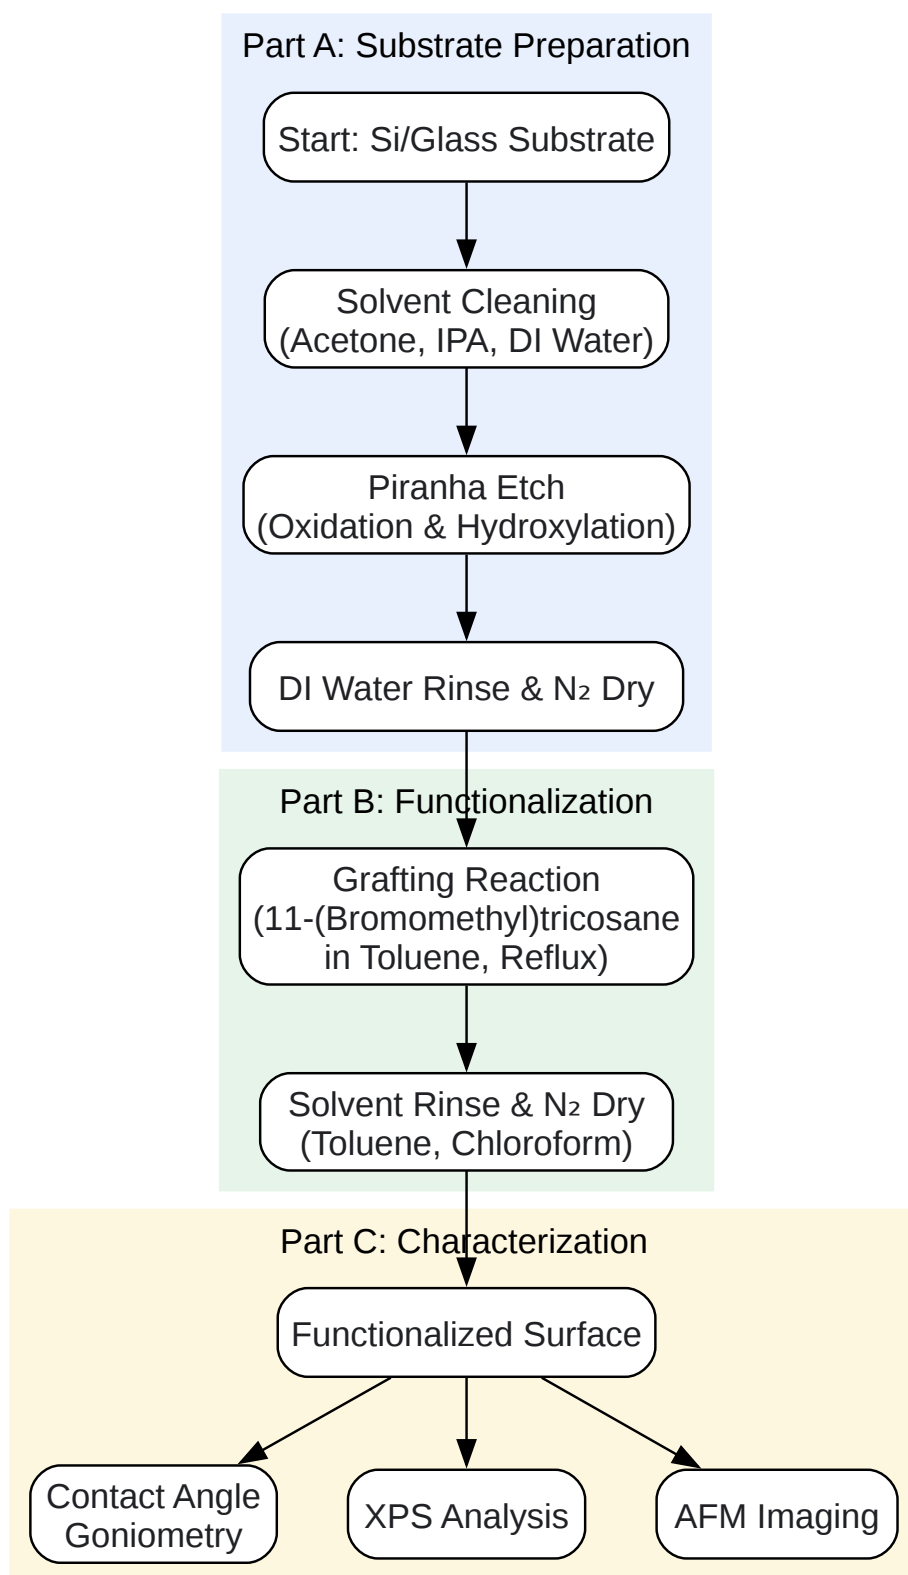 Part A: Substrate Preparation
Start: Si/Glass Substrate
Solvent Cleaning
(Acetone, IPA, DI Water)
Piranha Etch
(Oxidation & Hydroxylation)
DI Water Rinse & N₂ Dry
Part B: Functionalization
Grafting Reaction
(11-(Bromomethyl)tricosane
in Toluene, Reflux)
Solvent Rinse & N₂ Dry
(Toluene, Chloroform)
Part C: Characterization
Functionalized Surface
Contact Angle
Goniometry
XPS Analysis
AFM Imaging